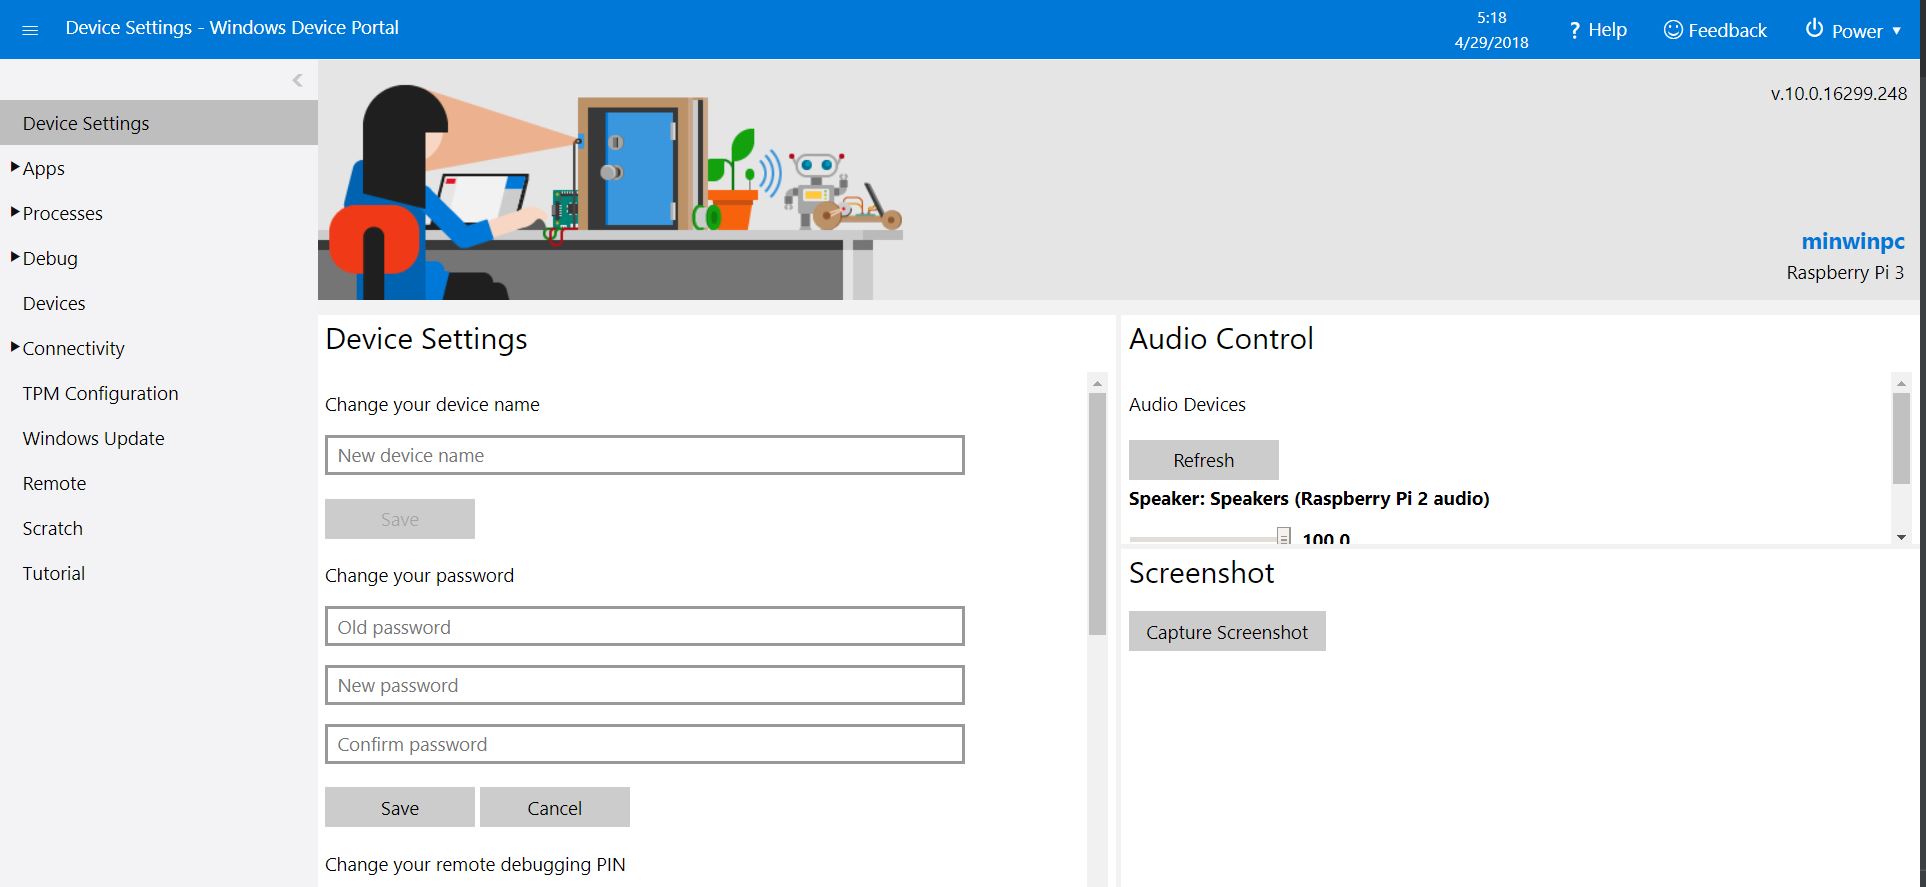 Device Settings - Windows Device Portal
5:18
4/29/2018
? Help
Feedback
Power
Device Settings
Apps
Processes
Debug
Devices
Connectivity
TPM Configuration
Windows Update
Remote
Scratch
Tutorial
v.10.0.16299.248
minwinpc
Raspberry Pi 3
Device Settings
Change your device name
New device name
Save
Change your password
Old password
New password
Confirm password
Save Cancel
Change your remote debugging PIN
Audio Control
Audio Devices
Refresh
Speaker: Speakers (Raspberry Pi 2 audio)
100.0
Screenshot
Capture Screenshot